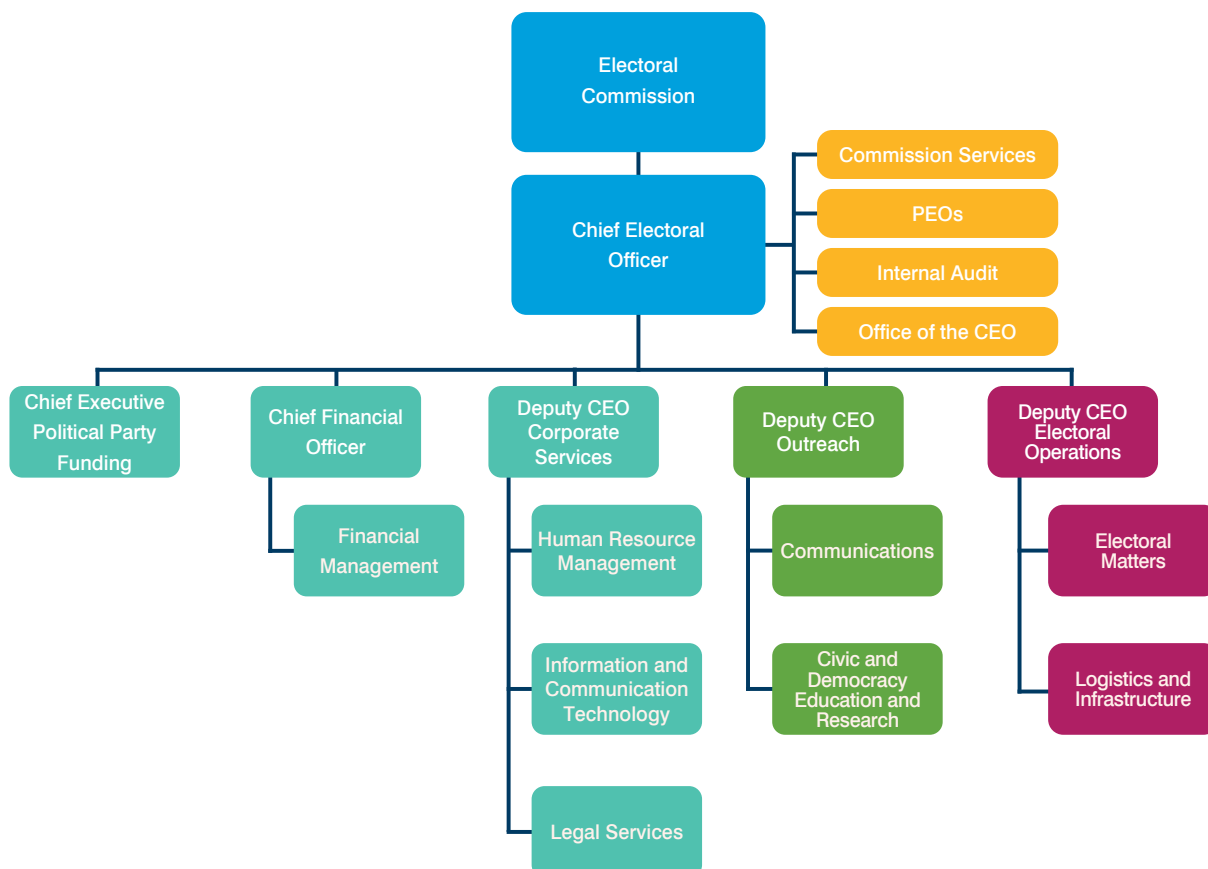 Electoral
Commission
Chief Electoral
Officer
Commission Services
PEOs
Internal Audit
Office of the CEO
Chief Executive
Political Party
Funding
Chief Financial
Officer
Deputy CEO
Corporate
Services
Deputy CEO
Outreach
Deputy CEO
Electoral
Operations
Financial
Management
Human Resource
Management
Communications
Electoral
Matters
Information and
Communication
Technology
Civic and
Democracy
Education and
Research
Logistics and
Infrastructure
Legal Services